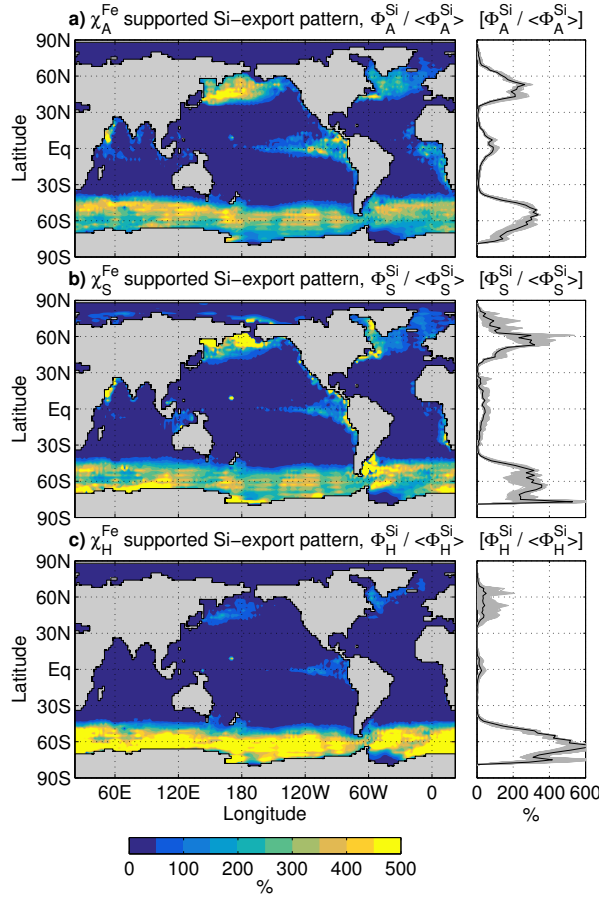 a) χ_A^Fe supported Si−export pattern, Φ_A^Si / <Φ_A^Si> [Φ_A^Si / <Φ_A^Si>]
90N
60N
30N
Eq
30S
60S
90S
Latitude
b) χ_S^Fe supported Si−export pattern, Φ_S^Si / <Φ_S^Si> [Φ_S^Si / <Φ_S^Si>]
90N
60N
30N
Eq
30S
60S
90S
Latitude
c) χ_H^Fe supported Si−export pattern, Φ_H^Si / <Φ_H^Si> [Φ_H^Si / <Φ_H^Si>]
90N
60N
30N
Eq
30S
60S
90S
Latitude
60E 120E 180 120W 60W 0
Longitude
0 200 400 600
%
0 100 200 300 400 500
%